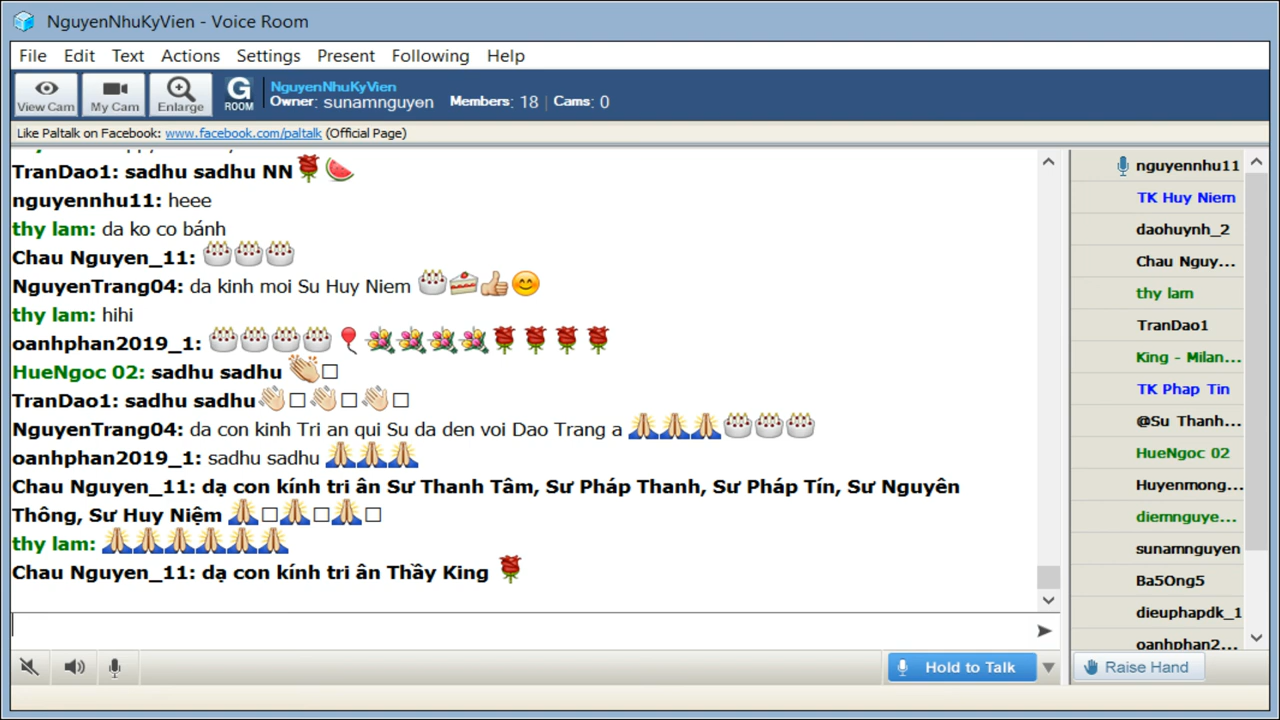 NguyenNhuKyVien - Voice Room
File Edit Text Actions Settings Present Following Help
View Cam My Cam Enlarge G ROOM
NguyenNhuKyVien
Owner: sunamnguyen Members: 18 Cams: 0
Like Paltalk on Facebook: www.facebook.com/paltalk (Official Page)
TranDao1: sadhu sadhu NN🌹🍉
nguyennhu11: heee
thy lam: da ko co bánh
Chau Nguyen_11: 🎂🎂🎂
NguyenTrang04: da kinh moi Su Huy Niem 🎂🍰👍😊
thy lam: hihi
oanhphan2019_1: 🎂🎂🎂🎂🎈💐💐💐💐🌹🌹🌹🌹
HueNgoc 02: sadhu sadhu 👏□
TranDao1: sadhu sadhu👏□👏□👏□
NguyenTrang04: da con kinh Tri an qui Su da den voi Dao Trang a 🙏🙏🙏🎂🎂🎂
oanhphan2019_1: sadhu sadhu 🙏🙏🙏
Chau Nguyen_11: dạ con kính tri ân Sư Thanh Tâm, Sư Pháp Thanh, Sư Pháp Tín, Sư Nguyên
Thông, Sư Huy Niệm 🙏□🙏□🙏□
thy lam: 🙏🙏🙏🙏🙏🙏
Chau Nguyen_11: dạ con kính tri ân Thầy King 🌹
nguyennhu11
TK Huy Niem
daohuynh_2
Chau Nguy...
thy lam
TranDao1
King - Milan...
TK Phap Tin
@Su Thanh...
HueNgoc 02
Huyenmong...
diemnguye...
sunamnguyen
Ba5Ong5
dieuphapdk_1
oanhphan2...
Hold to Talk
Raise Hand